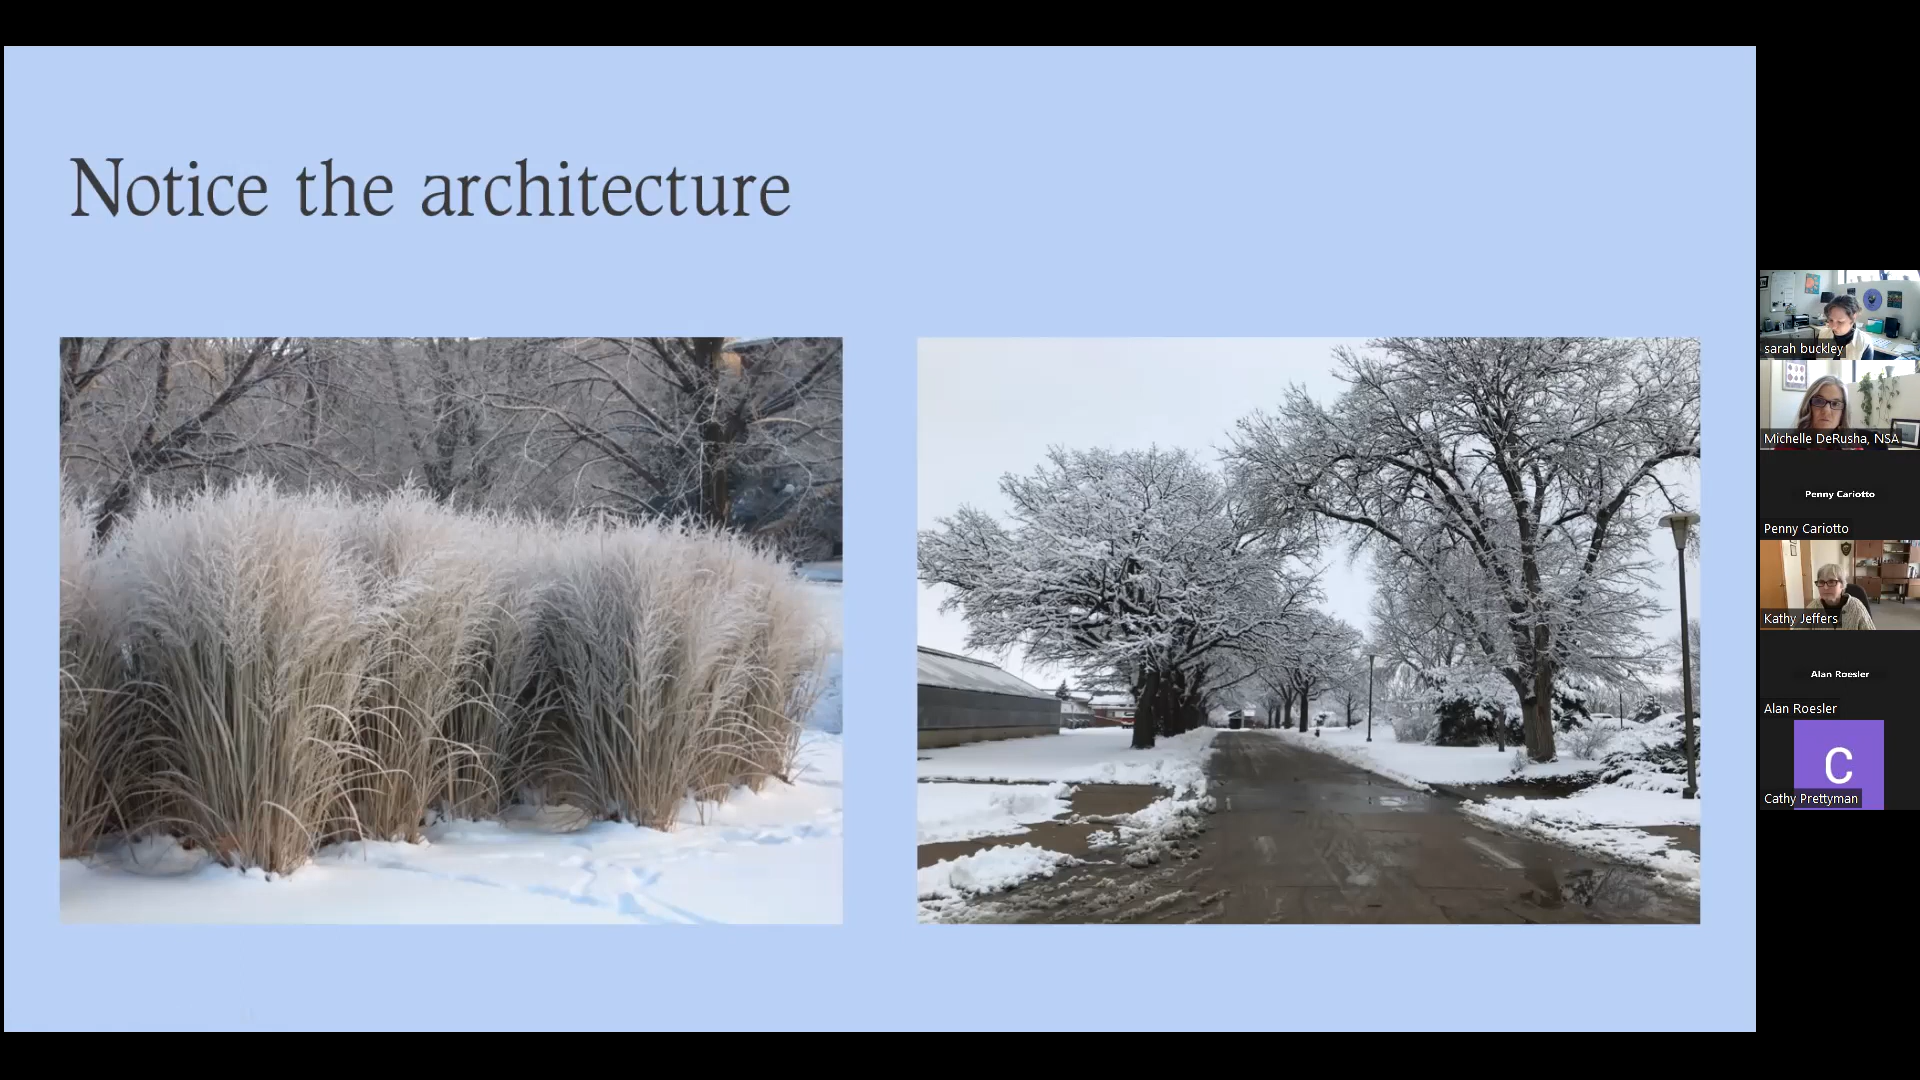 Notice the architecture
sarah buckley
Michelle DeRusha, NSA
Penny Cariotto
Penny Cariotto
Kathy Jeffers
Alan Roesler
Alan Roesler
C
Cathy Prettyman